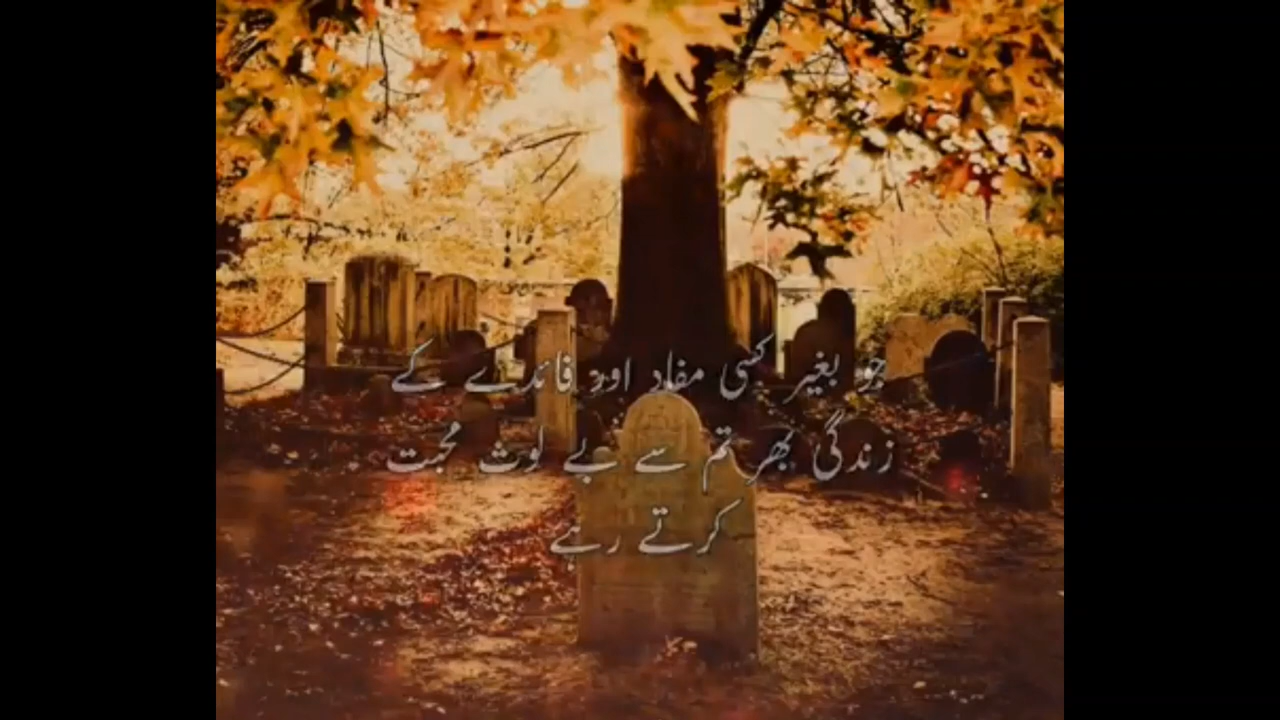 جو بغیر کسی مفاد اور فائدے کے
زندگی بھر تم سے بے لوث محبت
کرتے رہے